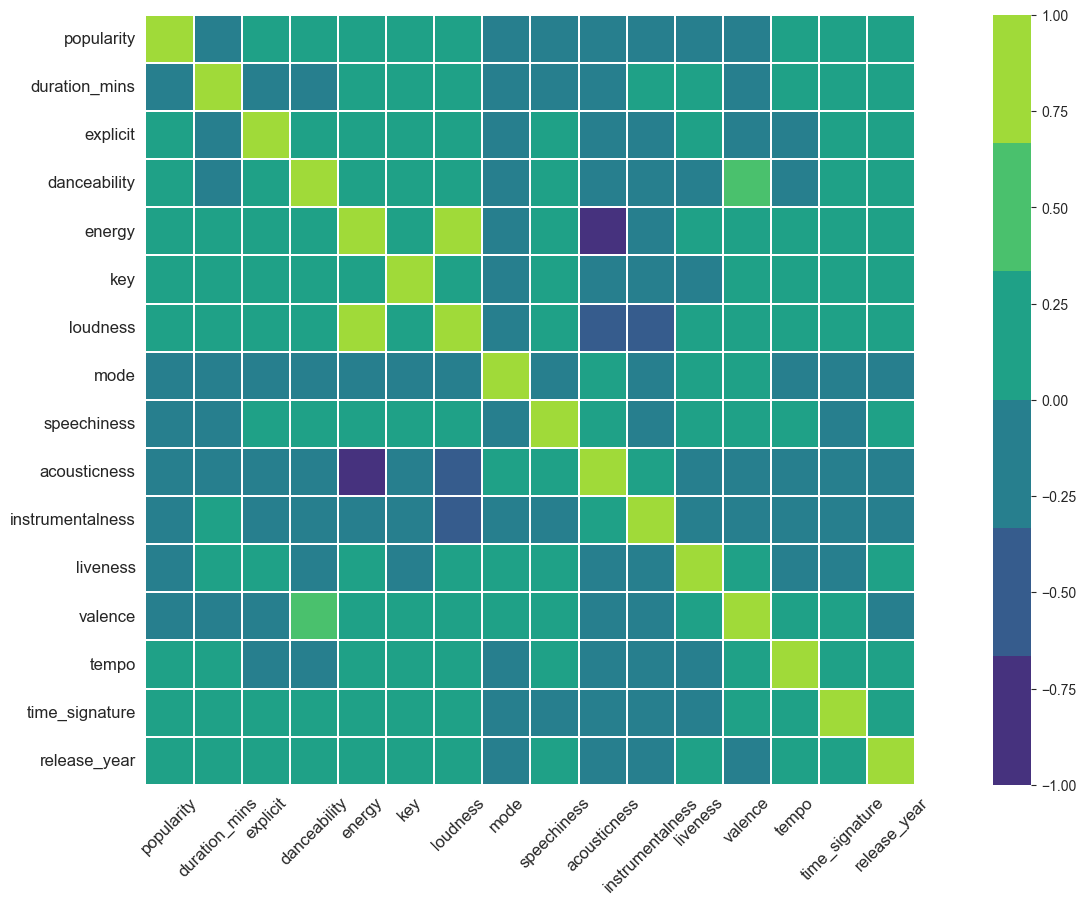 popularity
duration_mins
explicit
danceability
energy
key
loudness
mode
speechiness
acousticness
instrumentalness
liveness
valence
tempo
time_signature
release_year
popularity
duration_mins
explicit
danceability
energy
key
loudness
mode
speechiness
acousticness
instrumentalness
liveness
valence
tempo
time_signature
release_year
1.00
0.75
0.50
0.25
0.00
−0.25
−0.50
−0.75
−1.00